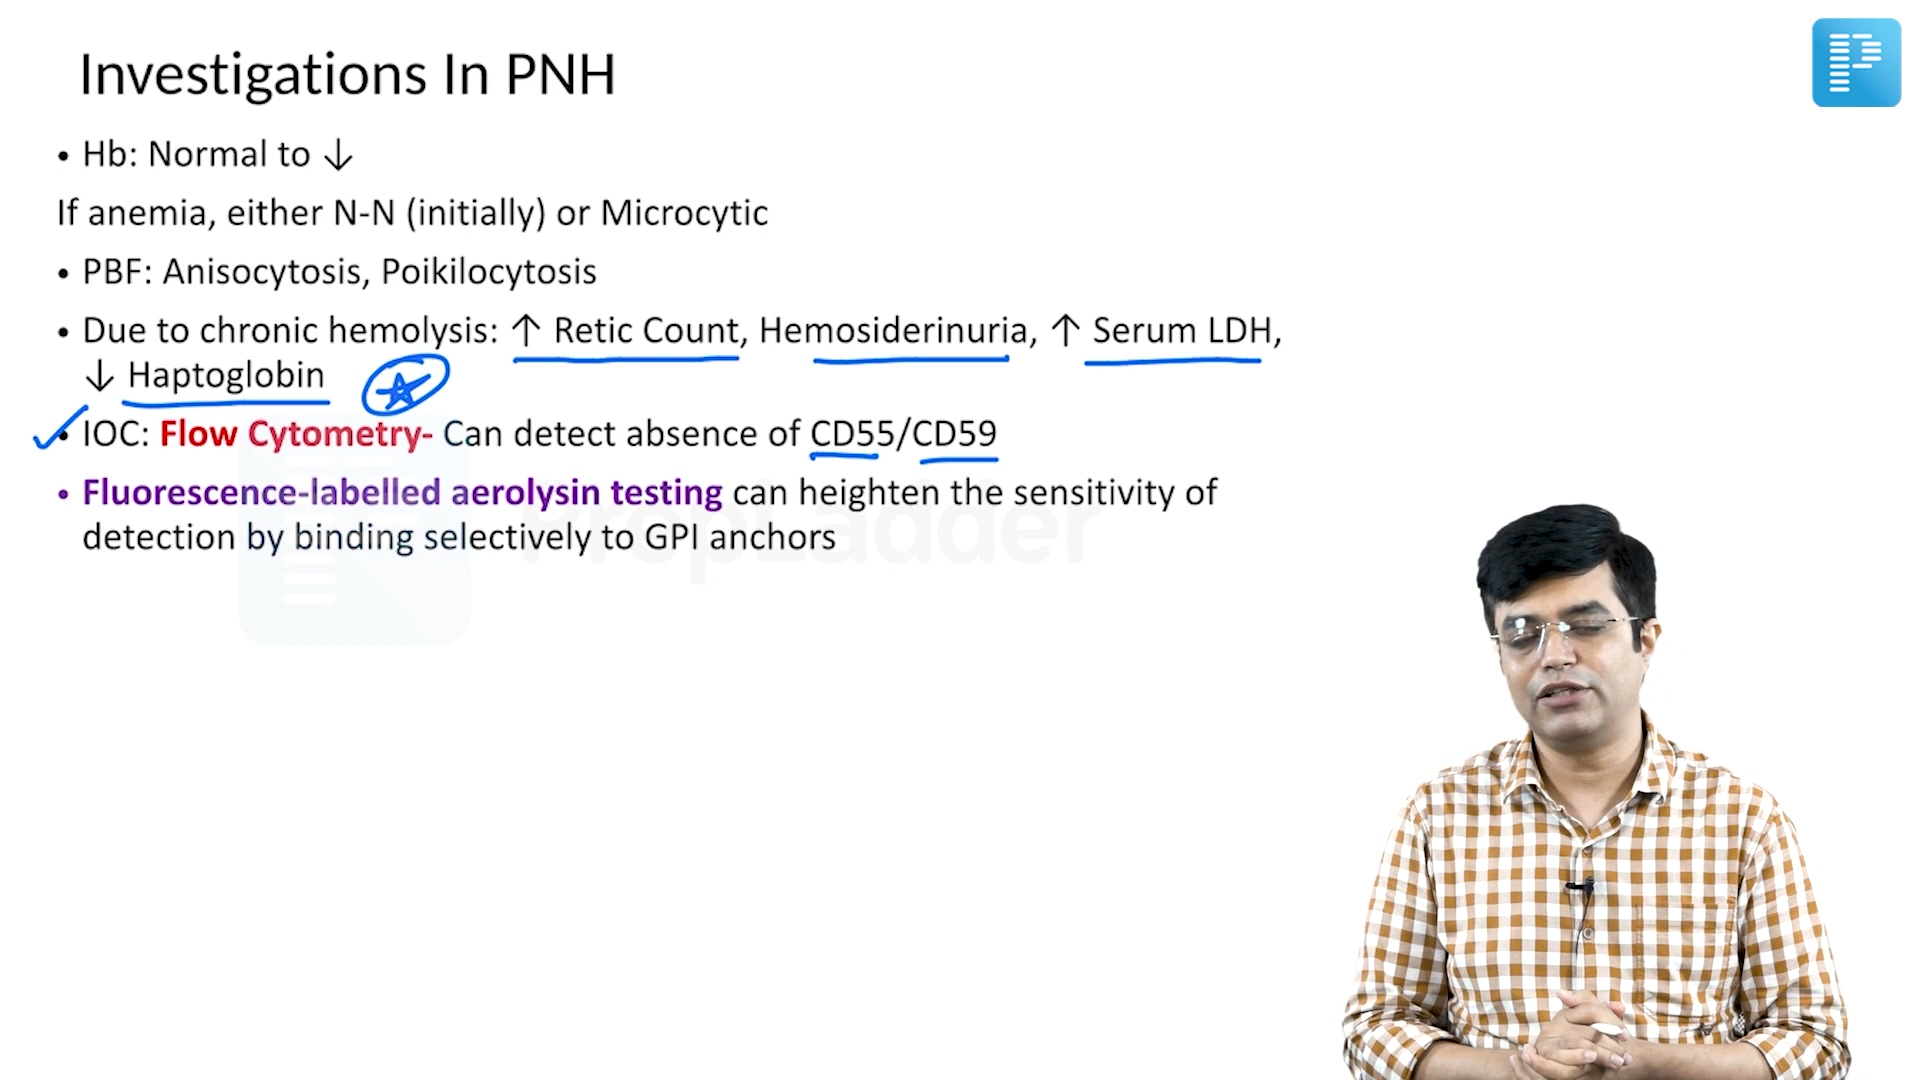 Investigations In PNH
• Hb: Normal to ↓
If anemia, either N-N (initially) or Microcytic
• PBF: Anisocytosis, Poikilocytosis
• Due to chronic hemolysis: ↑ Retic Count, Hemosiderinuria, ↑ Serum LDH,
↓ Haptoglobin
• IOC: Flow Cytometry- Can detect absence of CD55/CD59
• Fluorescence-labelled aerolysin testing can heighten the sensitivity of
detection by binding selectively to GPI anchors
PrepLadder